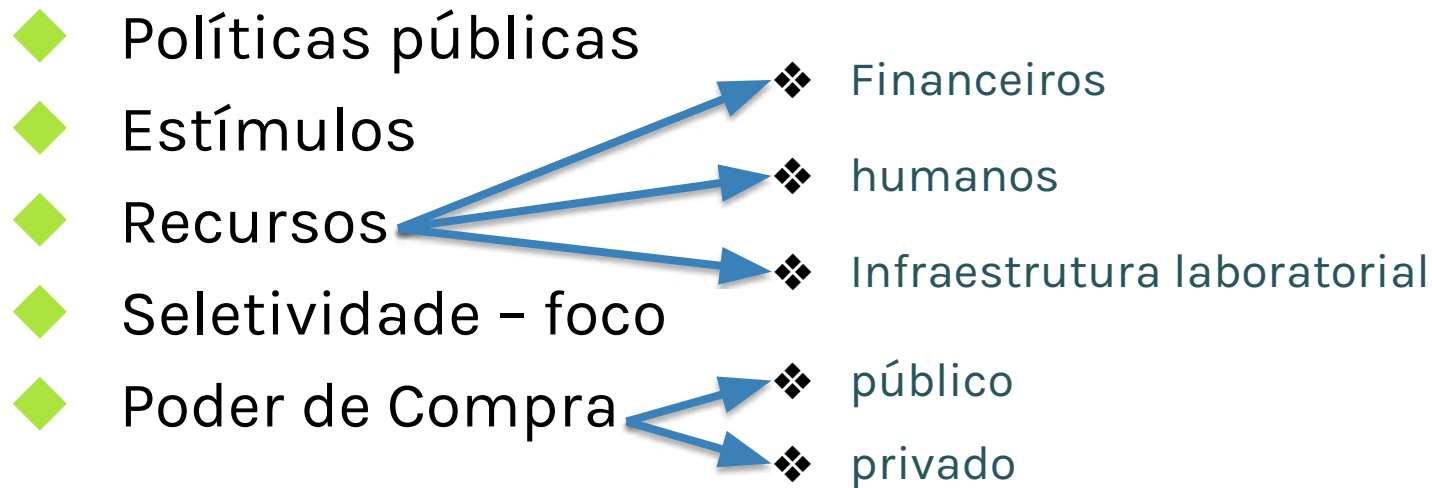 Políticas públicas
Estímulos
Recursos
Seletividade – foco
Poder de Compra
Financeiros
humanos
Infraestrutura laboratorial
público
privado